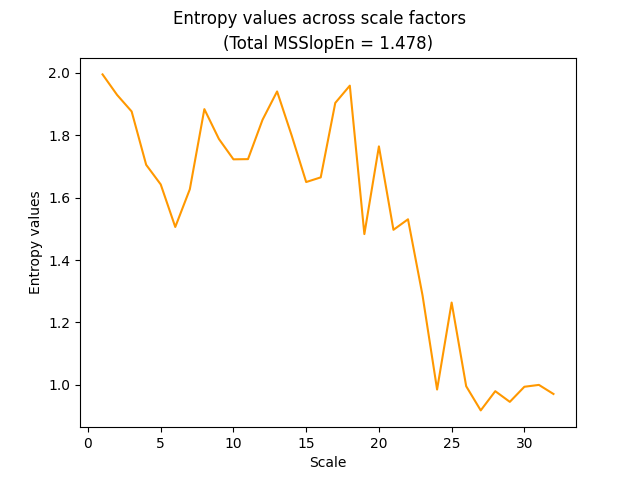 Entropy values across scale factors
(Total MSSlopEn = 1.478)
2.0
1.8
1.6
1.4
1.2
1.0
Entropy values
0 5 10 15 20 25 30
Scale